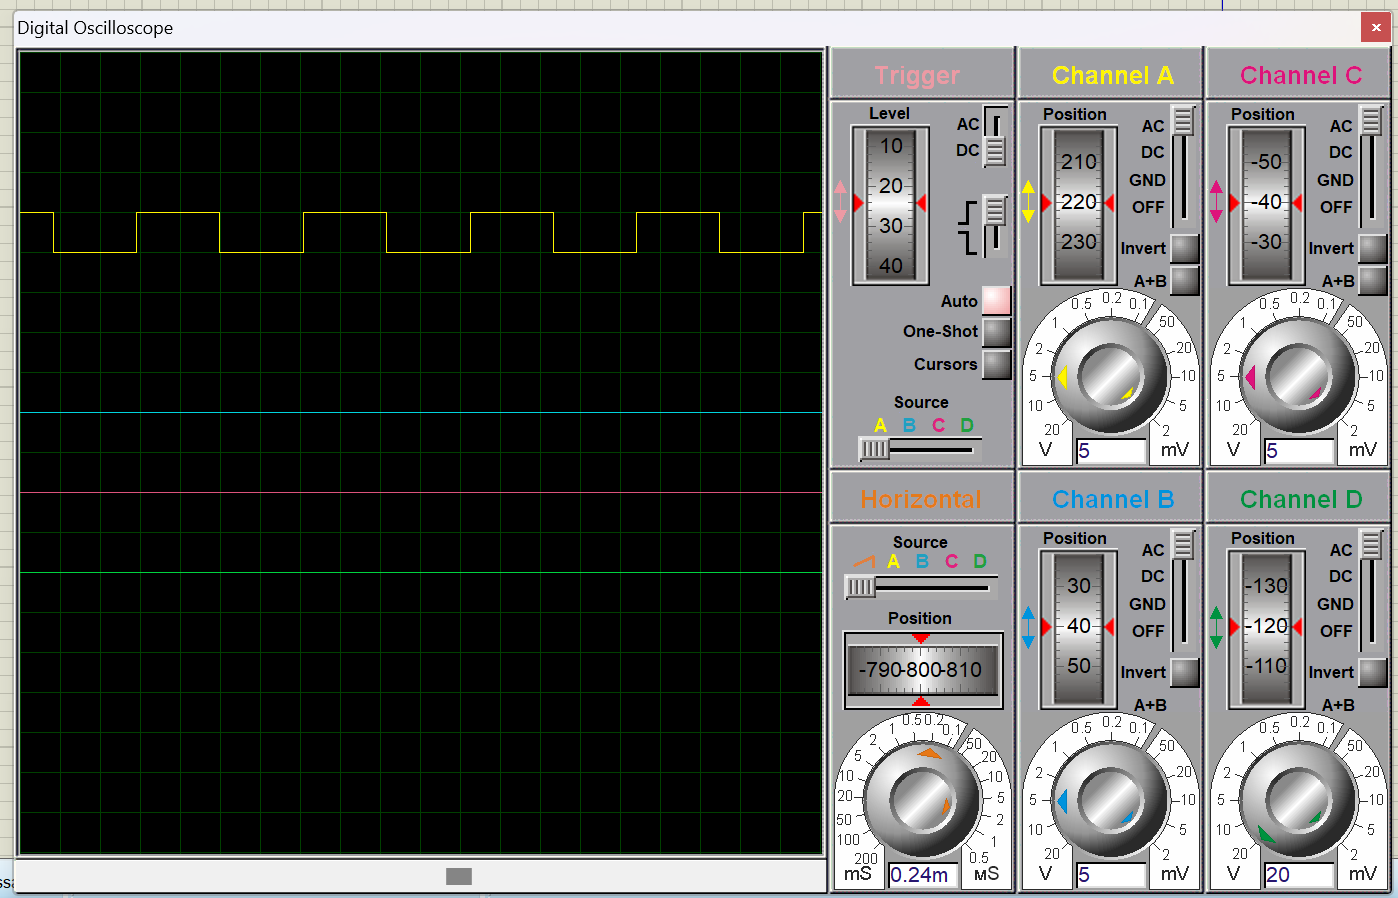 Digital Oscilloscope
Trigger
Level
10
20
30
40
AC
DC
Auto
One-Shot
Cursors
Source
A B C D
Channel A
Position
210
220
230
AC
DC
GND
OFF
Invert
A+B
20 10 5 2 1 0.5 0.2 0.1 50 20 10 5 2
V 5 mV
Channel C
Position
-50
-40
-30
AC
DC
GND
OFF
Invert
A+B
20 10 5 2 1 0.5 0.2 0.1 50 20 10 5 2
V 5 mV
Horizontal
Source
A B C D
Position
-790-800-810
200 100 50 20 10 5 2 1 0.5 0.2 0.1 50 20 10 5 2 1 0.5
mS 0.24m мS
Channel B
Position
30
40
50
AC
DC
GND
OFF
Invert
A+B
20 10 5 2 1 0.5 0.2 0.1 50 20 10 5 2
V 5 mV
Channel D
Position
-130
-120
-110
AC
DC
GND
OFF
Invert
A+B
20 10 5 2 1 0.5 0.2 0.1 50 20 10 5 2
V 20 mV